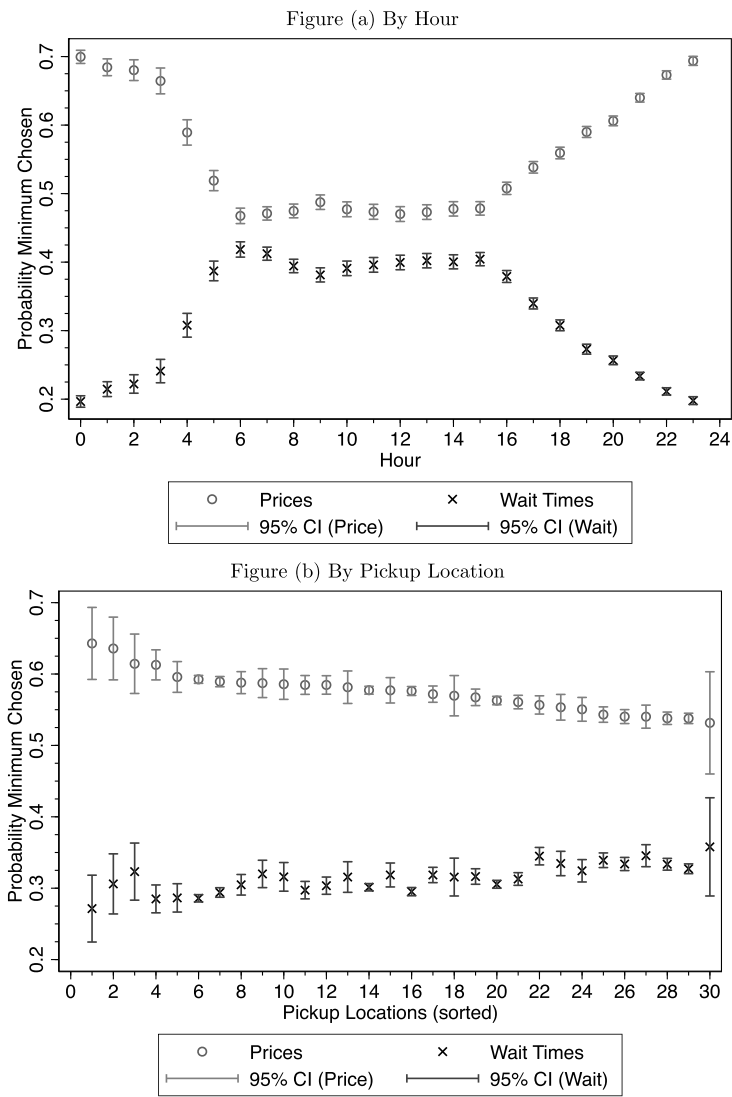 Figure (a) By Hour
Probability Minimum Chosen
0.7
0.6
0.5
0.4
0.3
0.2
0 2 4 6 8 10 12 14 16 18 20 22 24
Hour
Prices Wait Times
95% CI (Price) 95% CI (Wait)
Figure (b) By Pickup Location
Probability Minimum Chosen
0.7
0.6
0.5
0.4
0.3
0.2
0 2 4 6 8 10 12 14 16 18 20 22 24 26 28 30
Pickup Locations (sorted)
Prices Wait Times
95% CI (Price) 95% CI (Wait)